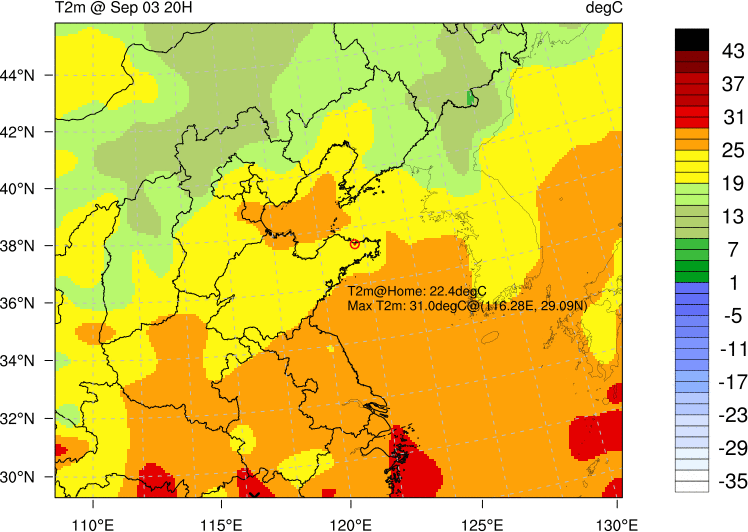 T2m @ Sep 03 20H
degC
44°N
42°N
40°N
38°N
36°N
34°N
32°N
30°N
T2m@Home: 22.4degC
Max T2m: 31.0degC@(116.28E, 29.09N)
110°E
115°E
120°E
125°E
130°E
43
37
31
25
19
13
7
1
-5
-11
-17
-23
-29
-35